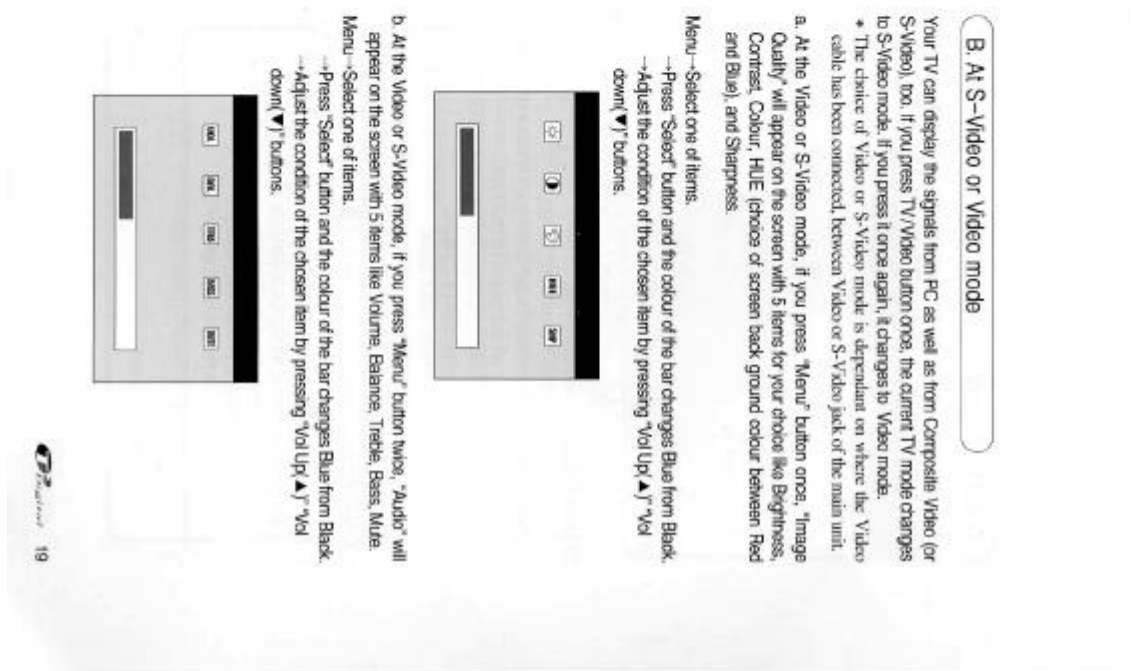 B. At S-Video or Video mode
Your TV can display the signals from PC as well as from Composite Video (or
S-Video), too. If you press TV/Video button once, the current TV mode changes
to S-Video mode. If you press it once again, it changes to Video mode.
* The choice of Video or S-Video mode is dependant on where the Video
cable has been connected, between Video or S-Video jack of the main unit.
a. At the Video or S-Video mode, if you press "Menu" button once, "Image
Quality" will appear on the screen with 5 items for your choice like Brightness,
Contrast, Colour, HUE (choice of screen back ground colour between Red
and Blue), and Sharpness.
Menu→Select one of items.
→Press "Select" button and the colour of the bar changes Blue from Black.
→Adjust the condition of the chosen item by pressing "Vol Up(▲)" "Vol
down(▼)" buttons.
HUE SHP
b. At the Video or S-Video mode, if you press "Menu" button twice, "Audio" will
appear on the screen with 5 items like Volume, Balance, Treble, Bass, Mute.
Menu→Select one of items.
→Press "Select" button and the colour of the bar changes Blue from Black.
→Adjust the condition of the chosen item by pressing "Vol Up(▲)" "Vol
down(▼)" buttons.
19